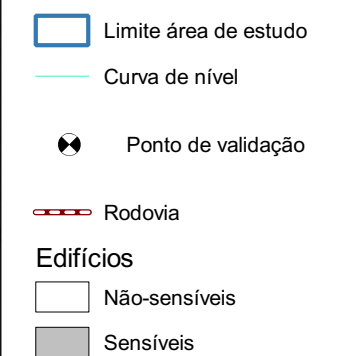 Limite área de estudo
Curva de nível
Ponto de validação
Rodovia
Edifícios
Não-sensíveis
Sensíveis